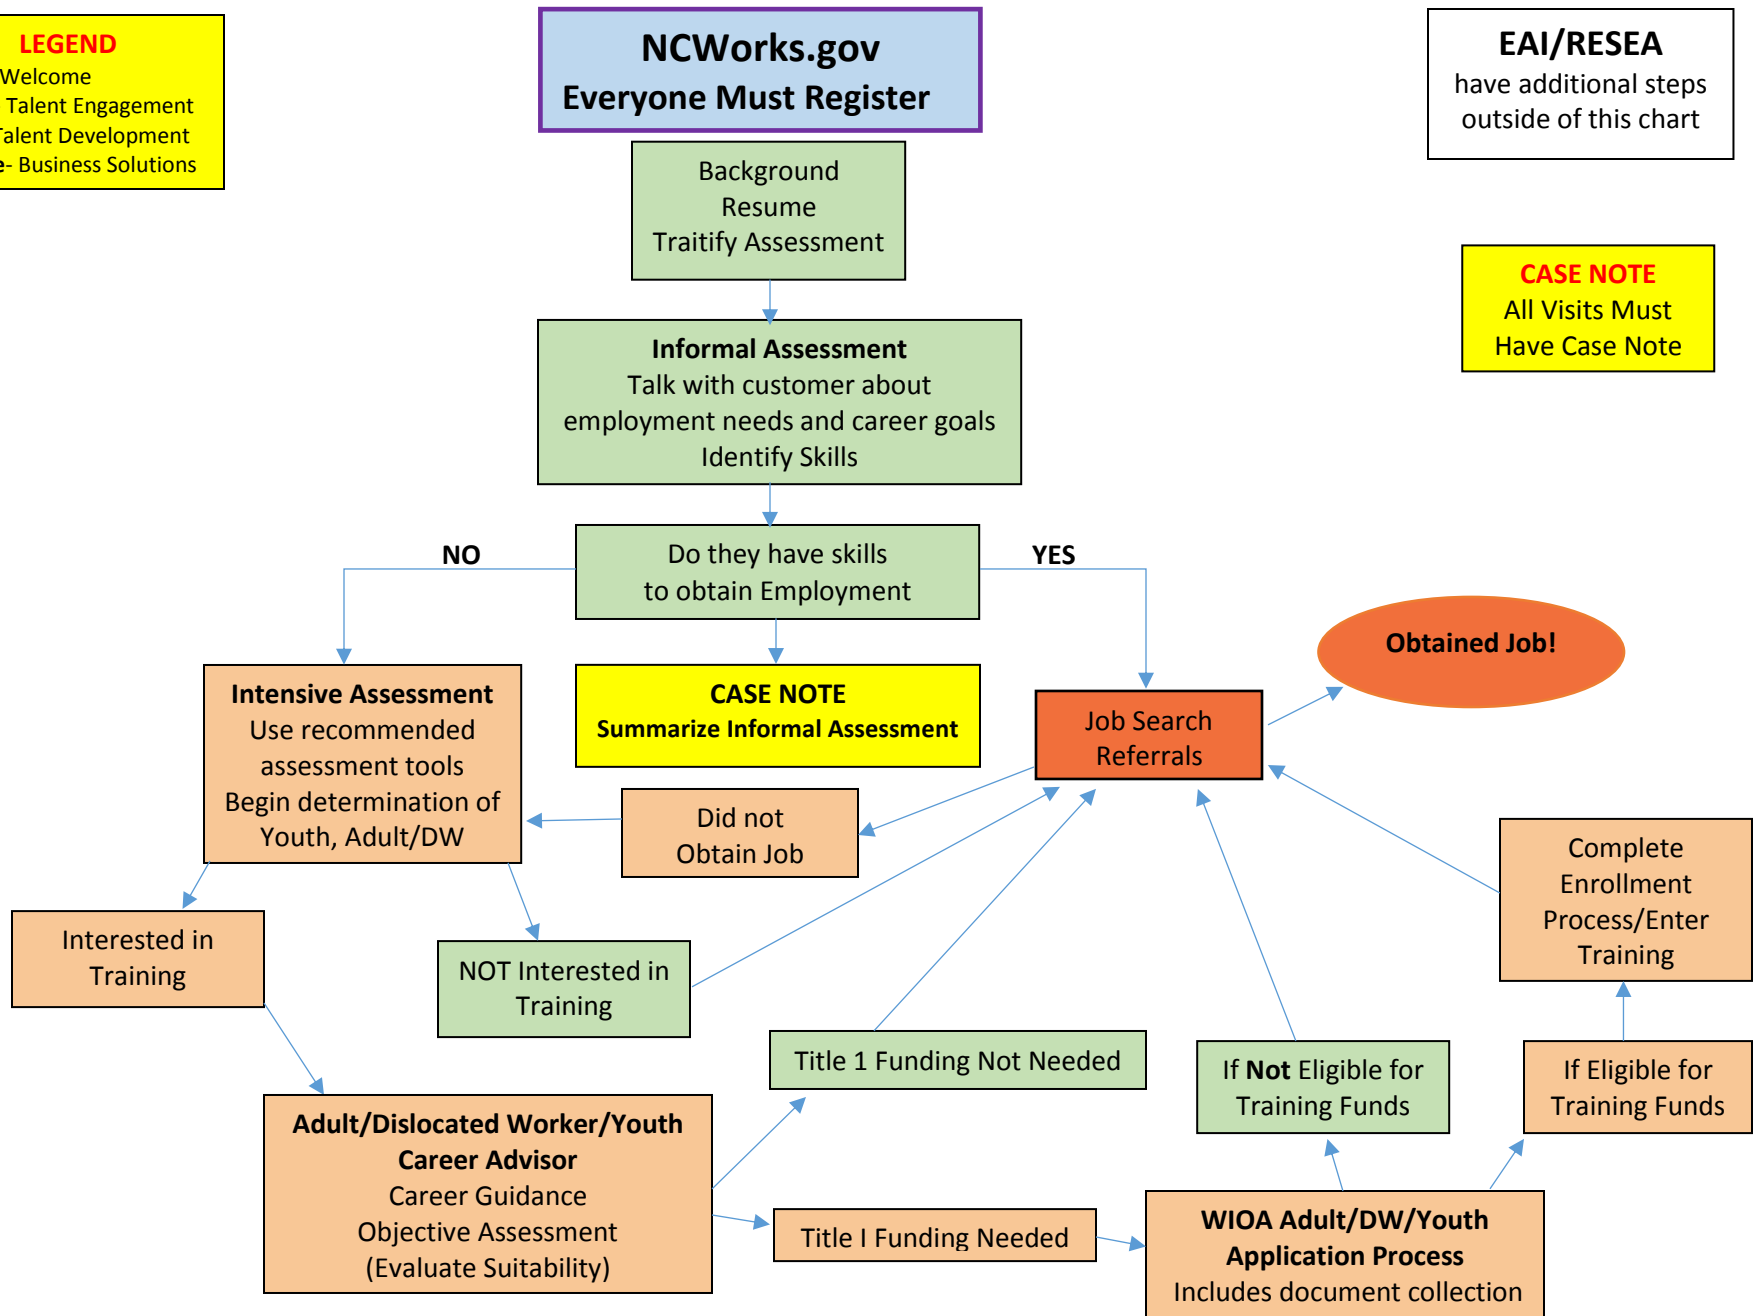 LEGEND
Welcome
Talent Engagement
Talent Development
- Business Solutions
NCWorks.gov
Everyone Must Register
EAI/RESEA
have additional steps
outside of this chart
Background
Resume
Traitify Assessment
CASE NOTE
All Visits Must
Have Case Note
Informal Assessment
Talk with customer about
employment needs and career goals
Identify Skills
NO
Do they have skills
to obtain Employment
YES
Obtained Job!
Intensive Assessment
Use recommended
assessment tools
Begin determination of
Youth, Adult/DW
CASE NOTE
Summarize Informal Assessment
Job Search
Referrals
Did not
Obtain Job
Complete
Enrollment
Process/Enter
Training
Interested in
Training
NOT Interested in
Training
Title 1 Funding Not Needed
If Not Eligible for
Training Funds
If Eligible for
Training Funds
Adult/Dislocated Worker/Youth
Career Advisor
Career Guidance
Objective Assessment
(Evaluate Suitability)
Title I Funding Needed
WIOA Adult/DW/Youth
Application Process
Includes document collection